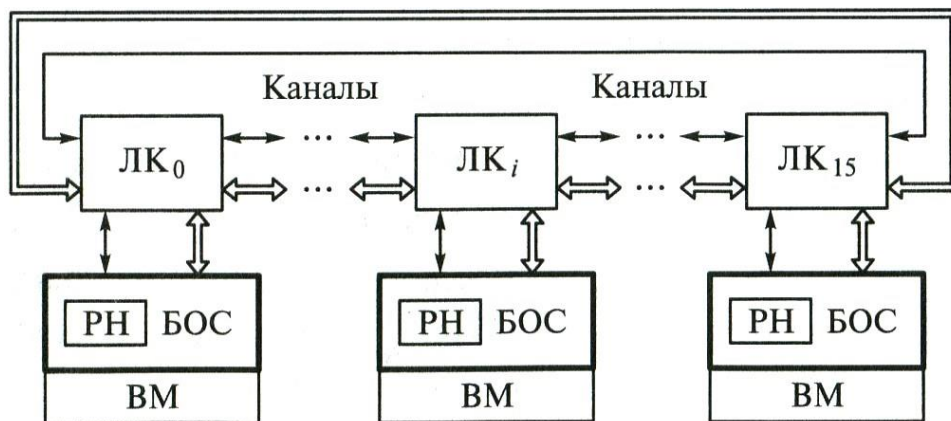 Каналы Каналы
ЛК0 ... ЛКi ... ЛК15
... ...
РН БОС РН БОС РН БОС
ВМ ВМ ВМ